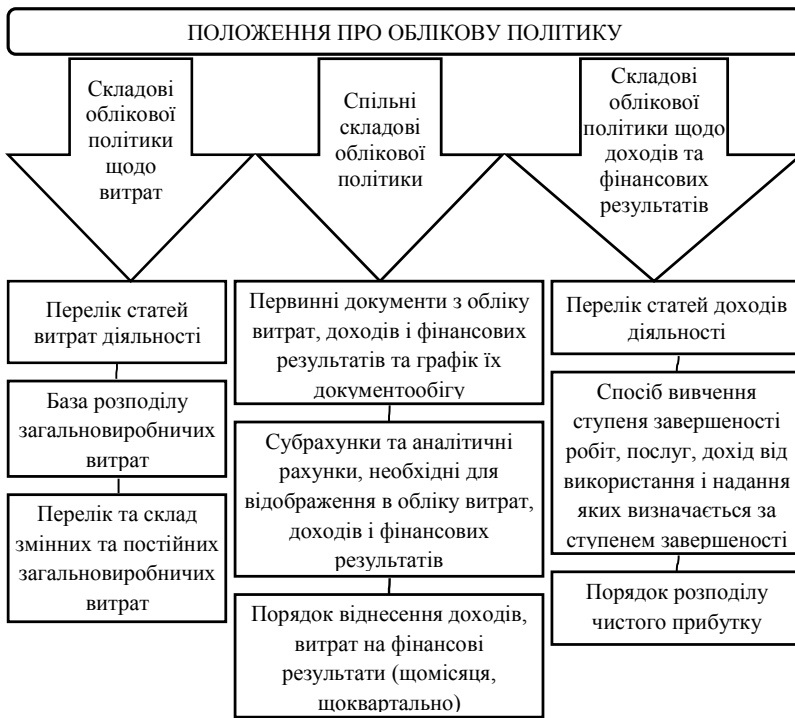 ПОЛОЖЕННЯ ПРО ОБЛІКОВУ ПОЛІТИКУ
Складові
облікової
політики
щодо
витрат
Спільні
складові
облікової
політики
Складові
облікової
політики щодо
доходів та
фінансових
результатів
Перелік статей
витрат діяльності
База розподілу
загальновиробничих
витрат
Перелік та склад
змінних та постійних
загальновиробничих
витрат
Первинні документи з обліку
витрат, доходів і фінансових
результатів та графік їх
документообігу
Субрахунки та аналітичні
рахунки, необхідні для
відображення в обліку витрат,
доходів і фінансових
результатів
Порядок віднесення доходів,
витрат на фінансові
результати (щомісяця,
щоквартально)
Перелік статей доходів
діяльності
Спосіб вивчення
ступеня завершеності
робіт, послуг, дохід від
використання і надання
яких визначається за
ступенем завершеності
Порядок розподілу
чистого прибутку